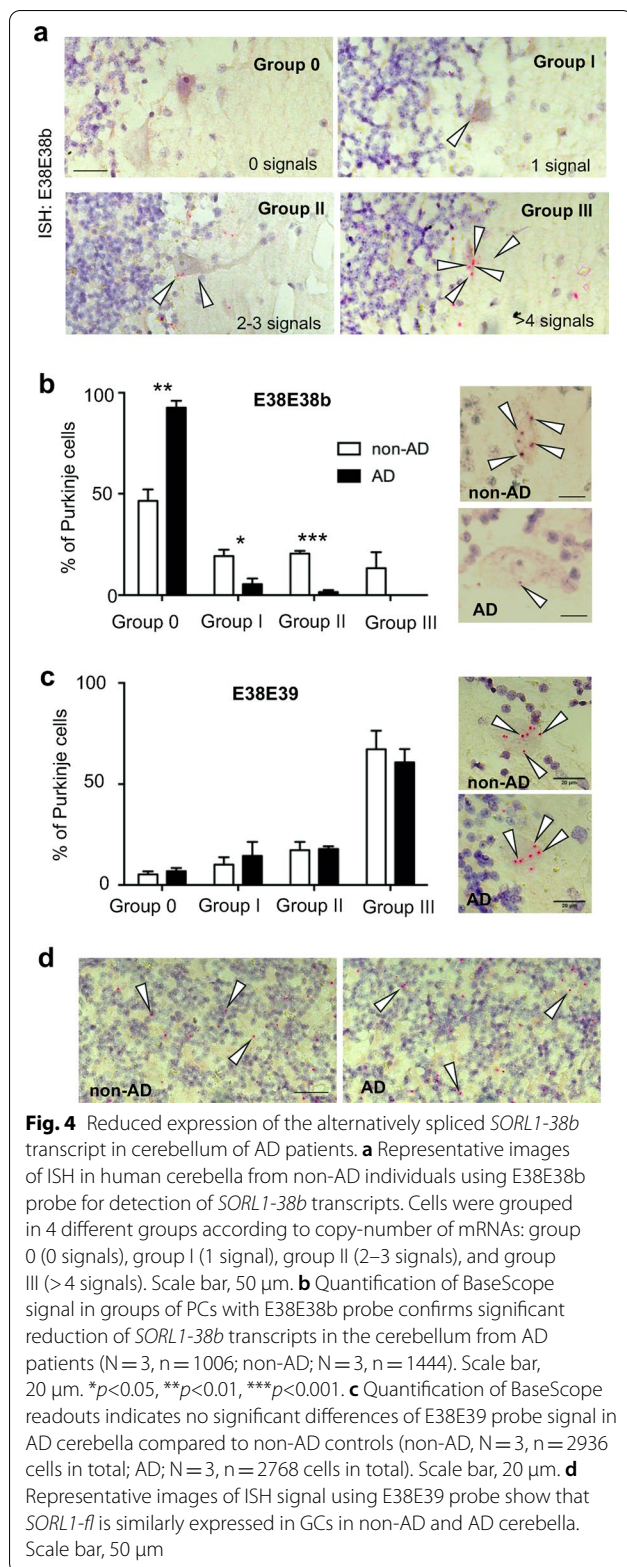 a
ISH: E38E38b
Group 0
0 signals
Group I
1 signal
Group II
2-3 signals
Group III
>4 signals
b
E38E38b
% of Purkinje cells
100
50
0
**
*
***
non-AD
AD
Group 0 Group I Group II Group III
non-AD
AD
c
E38E39
% of Purkinje cells
100
50
0
Group 0 Group I Group II Group III
non-AD
20 µm
AD
20 µm
d
non-AD
AD
Fig. 4 Reduced expression of the alternatively spliced SORL1-38b
transcript in cerebellum of AD patients. a Representative images
of ISH in human cerebella from non-AD individuals using E38E38b
probe for detection of SORL1-38b transcripts. Cells were grouped
in 4 different groups according to copy-number of mRNAs: group
0 (0 signals), group I (1 signal), group II (2–3 signals), and group
III (> 4 signals). Scale bar, 50 µm. b Quantification of BaseScope
signal in groups of PCs with E38E38b probe confirms significant
reduction of SORL1-38b transcripts in the cerebellum from AD
patients (N = 3, n = 1006; non-AD; N = 3, n = 1444). Scale bar,
20 µm. *p<0.05, **p<0.01, ***p<0.001. c Quantification of BaseScope
readouts indicates no significant differences of E38E39 probe signal in
AD cerebella compared to non-AD controls (non-AD, N = 3, n = 2936
cells in total; AD; N = 3, n = 2768 cells in total). Scale bar, 20 µm. d
Representative images of ISH signal using E38E39 probe show that
SORL1-fl is similarly expressed in GCs in non-AD and AD cerebella.
Scale bar, 50 µm